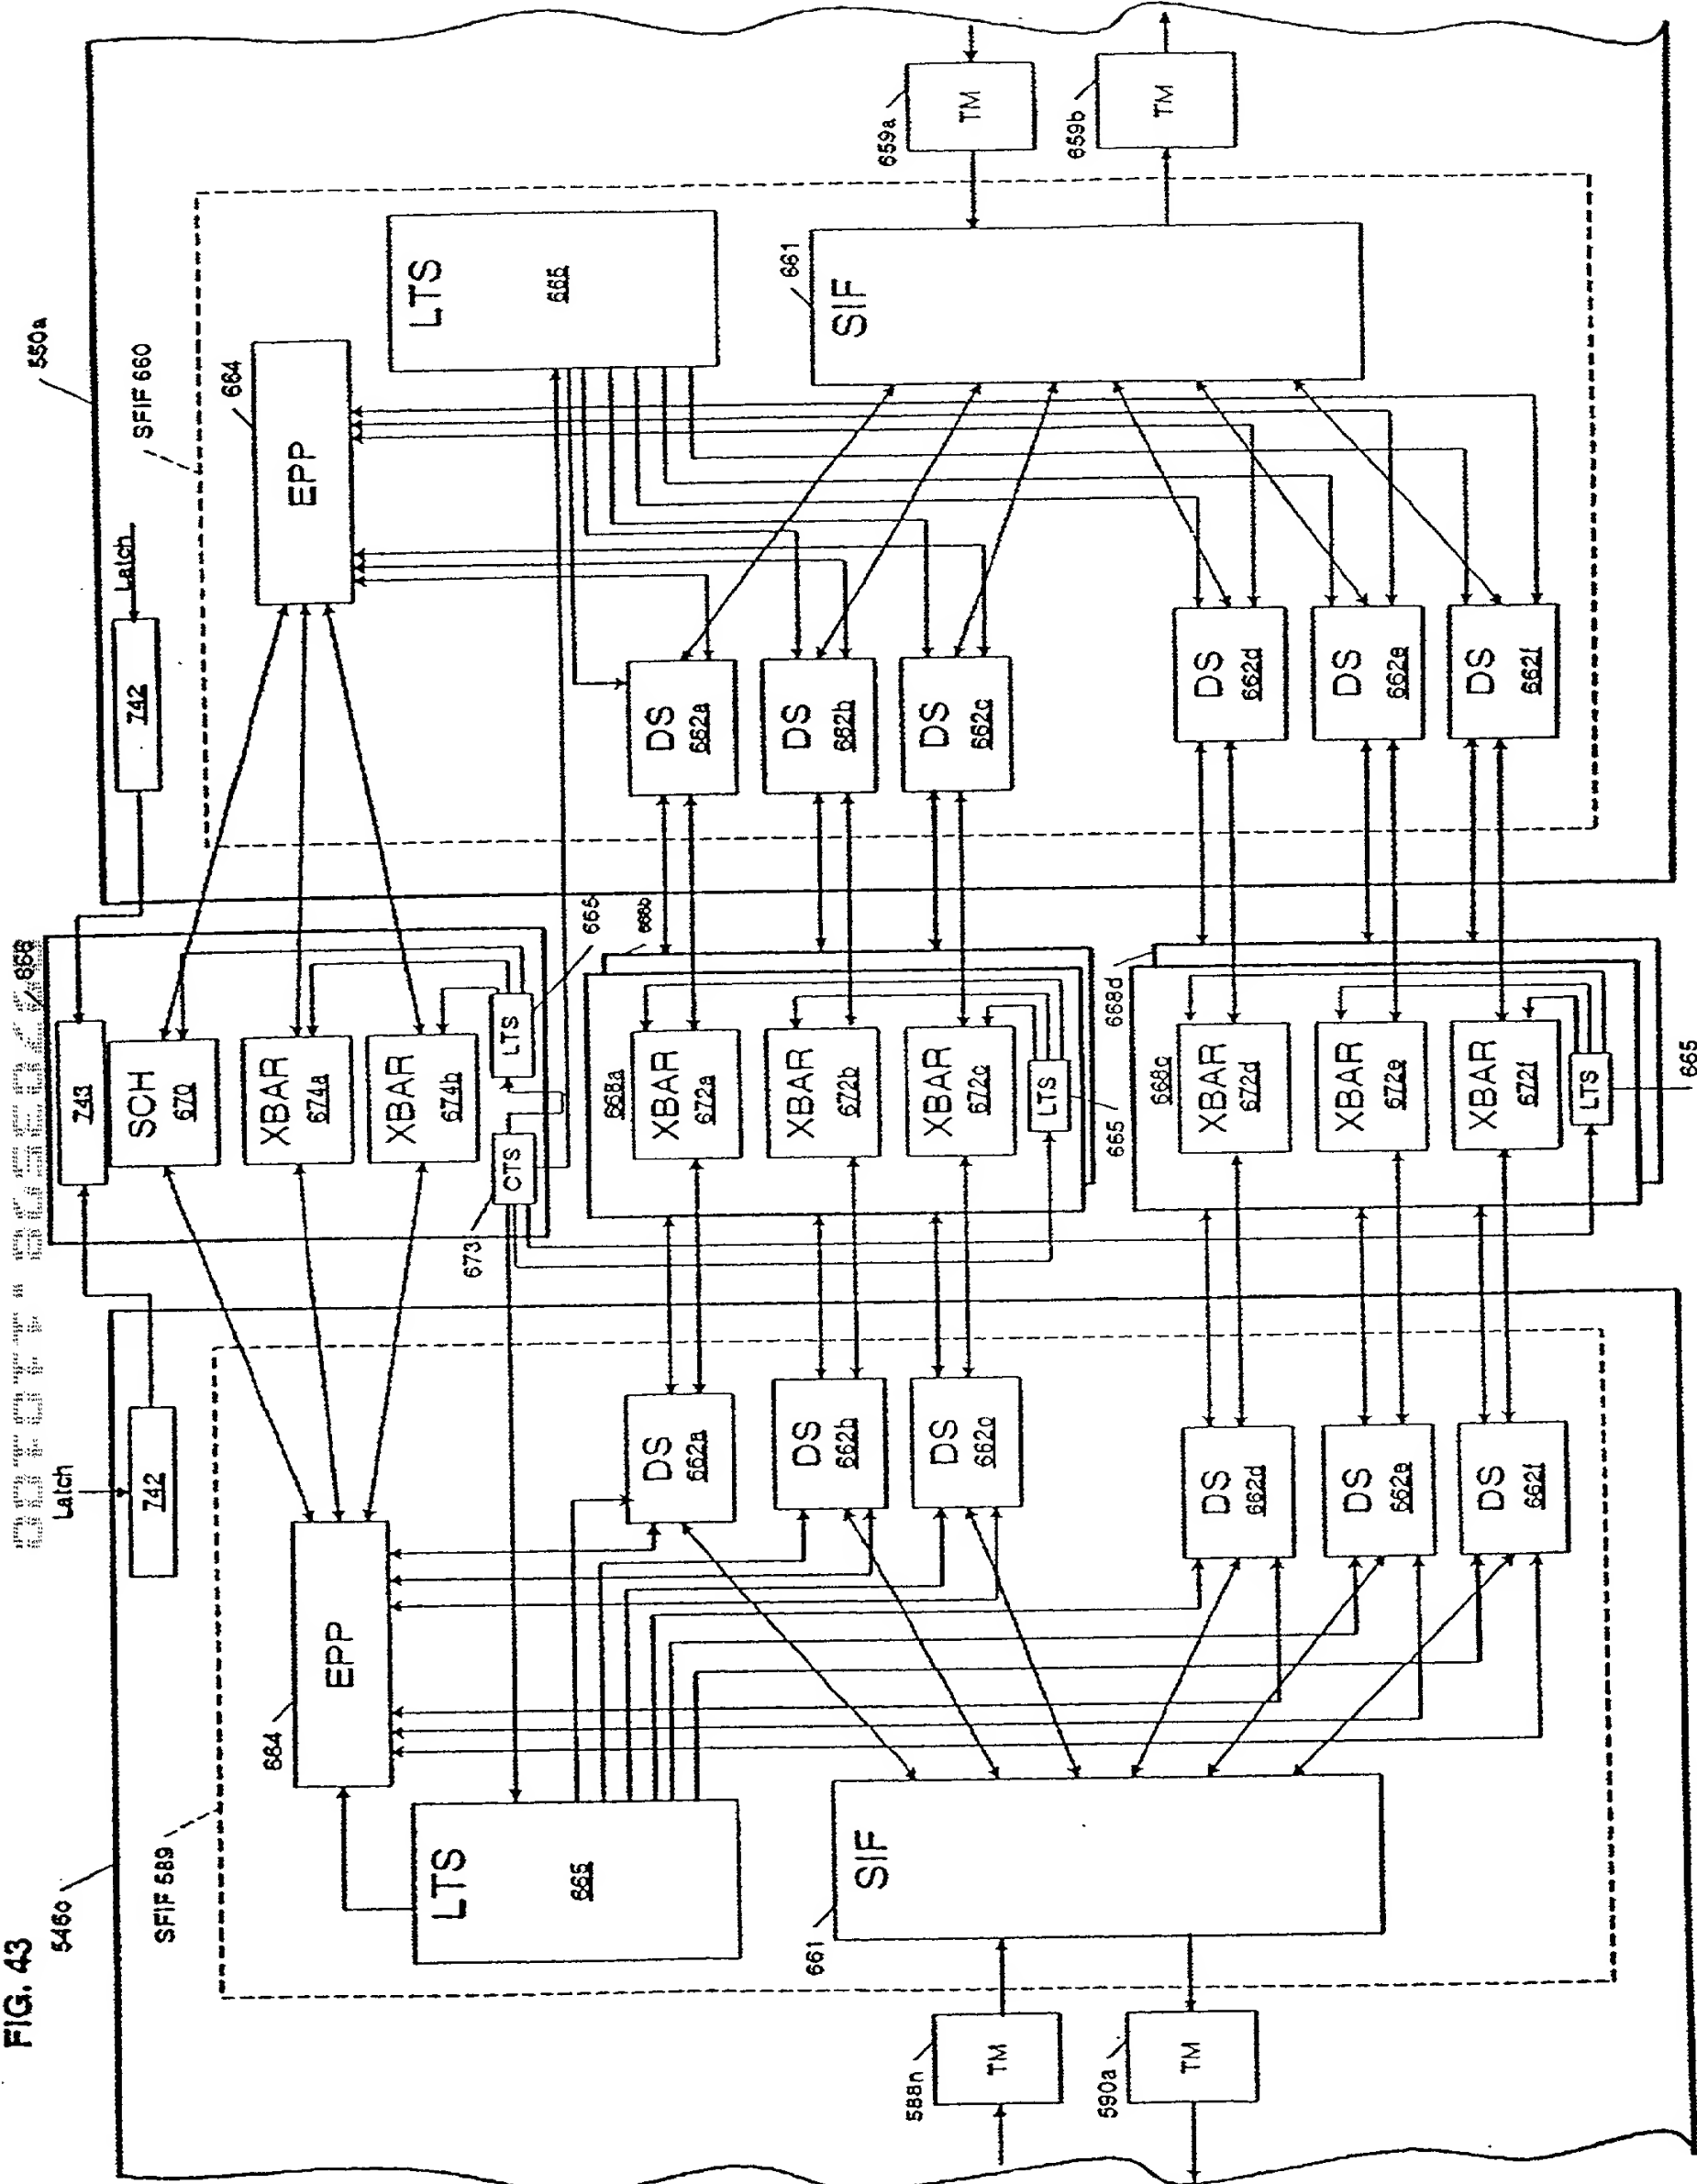 FIG. 43
546o
SFIF 589
Latch
742
664
EPP
LTS
665
661
SIF
588n
TM
590a
TM
DS
662a
DS
662b
DS
662c
DS
662d
DS
662e
DS
662f
666
743
SCH
670
XBAR
674a
XBAR
674b
673
CTS
LTS
665
668b
668a
XBAR
672a
XBAR
672b
XBAR
672c
LTS
665
668d
668c
XBAR
672d
XBAR
672e
XBAR
672f
LTS
665
550a
SFIF 660
Latch
742
664
EPP
LTS
665
661
SIF
DS
662a
DS
662b
DS
662c
DS
662d
DS
662e
DS
662f
659a
TM
659b
TM